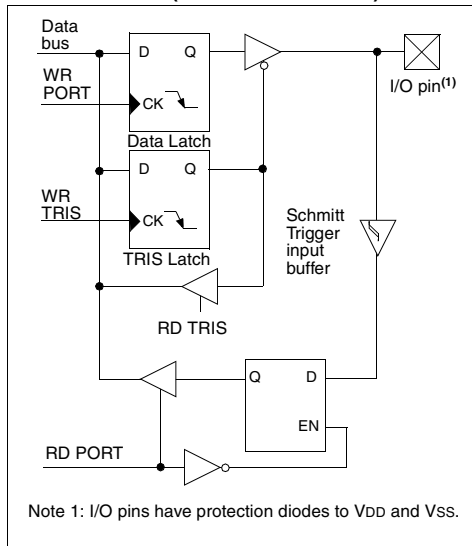 Data
bus
D Q
WR
PORT
CK
I/O pin(1)
Data Latch
D Q
WR
TRIS
CK
Schmitt
Trigger
input
buffer
TRIS Latch
RD TRIS
Q D
EN
RD PORT
Note 1: I/O pins have protection diodes to VDD and VSS.